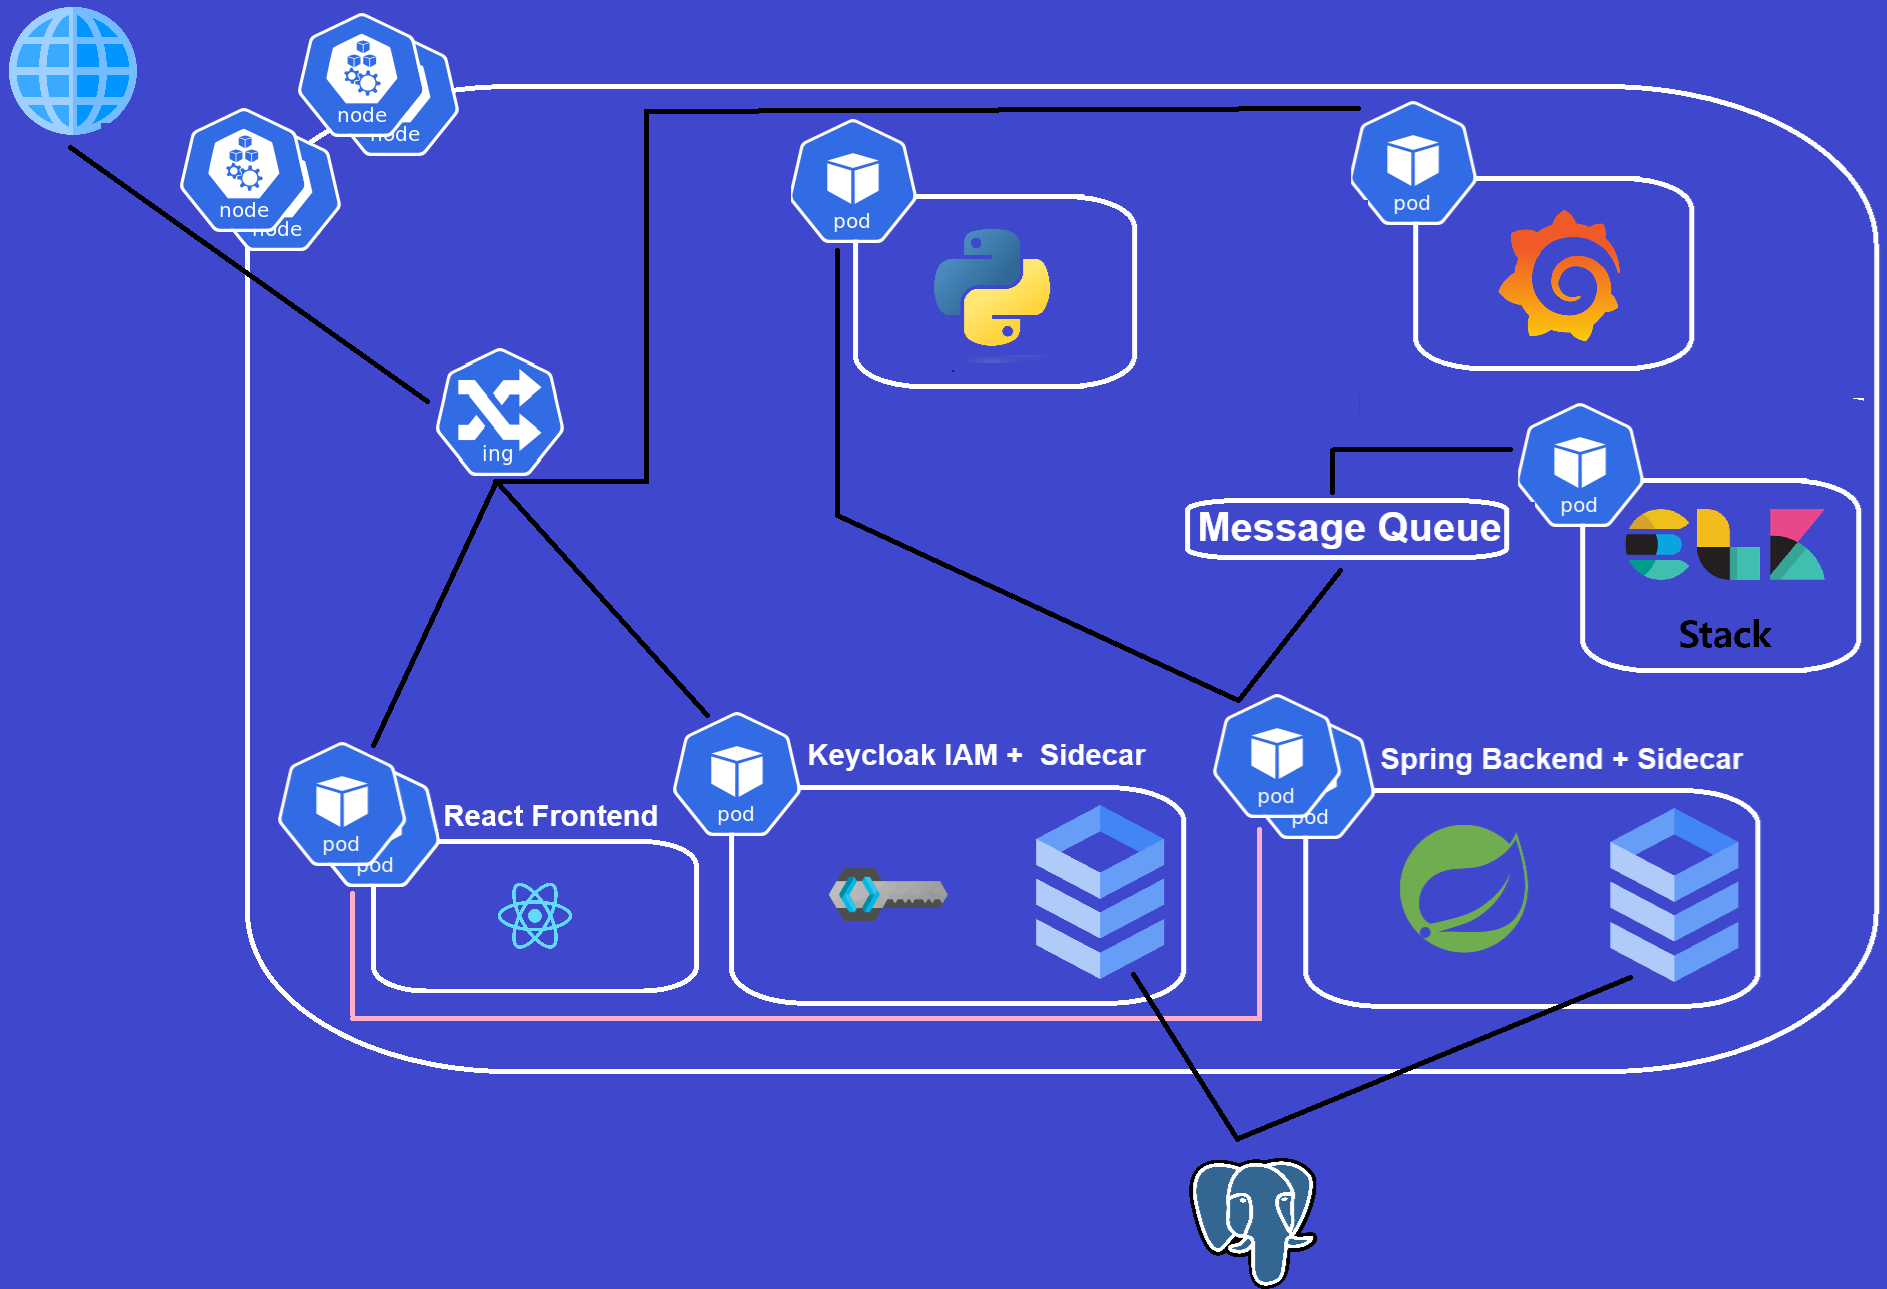 node
node
node
node
pod
pod
ing
pod
Message Queue
ELK
Stack
pod
pod
React Frontend
pod
Keycloak IAM +  Sidecar
pod
pod
Spring Backend + Sidecar